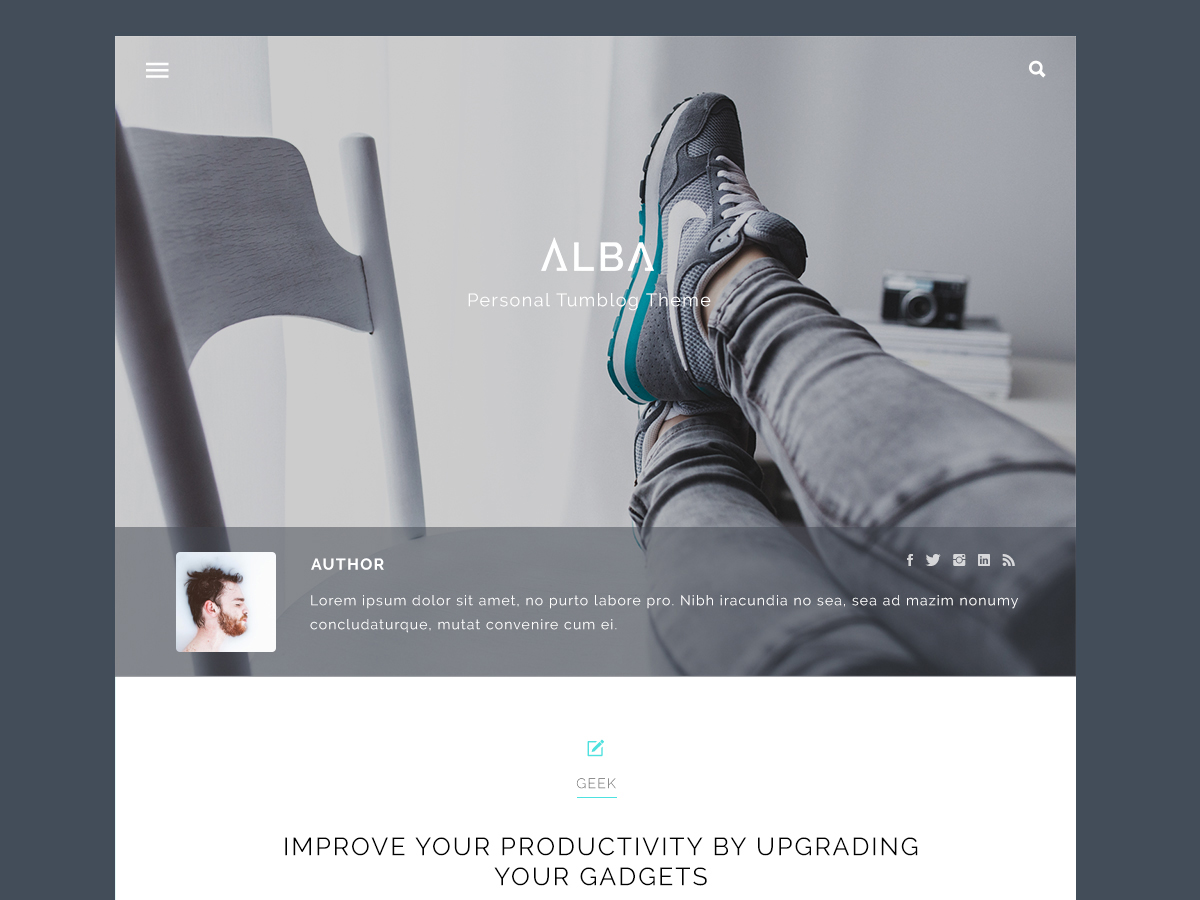 ALBA
Personal Tumblog Theme
AUTHOR
Lorem ipsum dolor sit amet, no purto labore pro. Nibh iracundia no sea, sea ad mazim nonumy
concludaturque, mutat convenire cum ei.
GEEK
IMPROVE YOUR PRODUCTIVITY BY UPGRADING
YOUR GADGETS